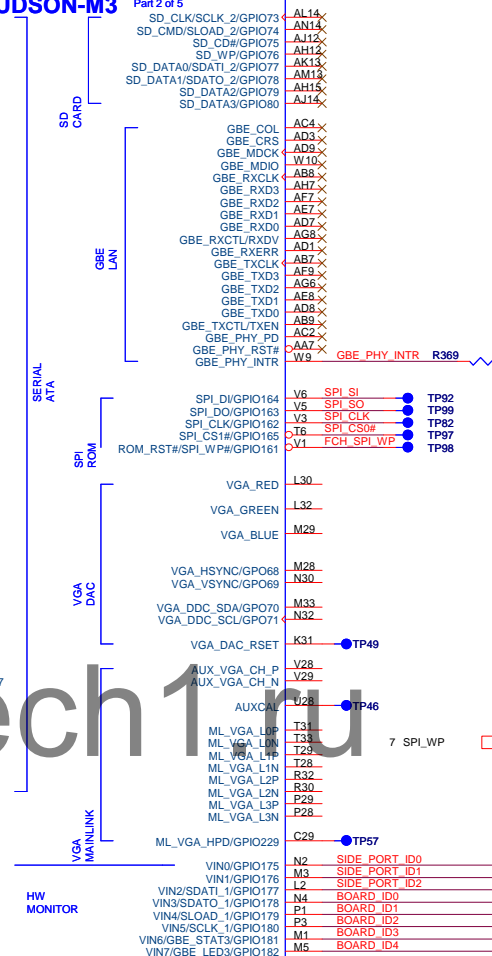 UDSON-M3 Part 2 of 5
SD_CLK/SCLK_2/GPIO73 AL14
SD_CMD/SLOAD_2/GPIO74 AN14
SD_CD#/GPIO75 AJ12
SD_WP/GPIO76 AH12
SD_DATA0/SDATI_2/GPIO77 AK13
SD_DATA1/SDATO_2/GPIO78 AM13
SD_DATA2/GPIO79 AH15
SD_DATA3/GPIO80 AJ14
SD
CARD
GBE_COL AC4
GBE_CRS AD3
GBE_MDCK AD9
GBE_MDIO W10
GBE_RXCLK AB8
GBE_RXD3 AH7
GBE_RXD2 AF7
GBE_RXD1 AE7
GBE_RXD0 AD7
GBE_RXCTL/RXDV AG8
GBE_RXERR AD1
GBE_TXCLK AB7
GBE_TXD3 AF9
GBE_TXD2 AG6
GBE_TXD1 AE8
GBE_TXD0 AD8
GBE_TXCTL/TXEN AB9
GBE_PHY_PD AC2
GBE_PHY_RST# AA7
GBE_PHY_INTR W9 GBE_PHY_INTR R369
GBE
LAN
SERIAL
ATA
SPI_DI/GPIO164 V6 SPI_SI TP92
SPI_DO/GPIO163 V5 SPI_SO TP99
SPI_CLK/GPIO162 V3 SPI_CLK TP82
SPI_CS1#/GPIO165 T6 SPI_CS0# TP97
ROM_RST#/SPI_WP#/GPIO161 V1 FCH_SPI_WP TP98
SPI
ROM
VGA_RED L30
VGA_GREEN L32
VGA_BLUE M29
VGA_HSYNC/GPO68 M28
VGA_VSYNC/GPO69 N30
VGA_DDC_SDA/GPO70 M33
VGA_DDC_SCL/GPO71 N32
VGA_DAC_RSET K31 TP49
VGA
DAC
AUX_VGA_CH_P V28
AUX_VGA_CH_N V29
AUXCAL U28 TP46
ech1.ru
ML_VGA_L0P T31
ML_VGA_L0N T33
ML_VGA_L1P T29
ML_VGA_L1N T28
ML_VGA_L2P R32
ML_VGA_L2N R30
ML_VGA_L3P P29
ML_VGA_L3N P28
7 SPI_WP
ML_VGA_HPD/GPIO229 C29 TP57
VGA
MAINLINK
VIN0/GPIO175 N2 SIDE_PORT_ID0
VIN1/GPIO176 M3 SIDE_PORT_ID1
VIN2/SDATI_1/GPIO177 L2 SIDE_PORT_ID2
VIN3/SDATO_1/GPIO178 N4 BOARD_ID0
VIN4/SLOAD_1/GPIO179 P1 BOARD_ID1
VIN5/SCLK_1/GPIO180 P3 BOARD_ID2
VIN6/GBE_STAT3/GPIO181 M1 BOARD_ID3
VIN7/GBE_LED3/GPIO182 M5 BOARD_ID4
HW
MONITOR